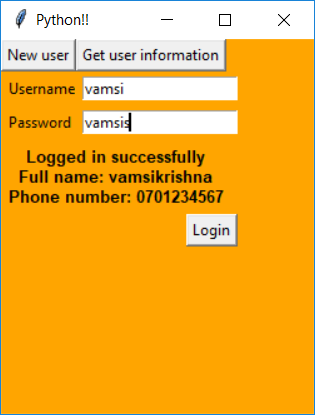 Python!!
New user Get user information
Username vamsi
Password vamsis
Logged in successfully
Full name: vamsikrishna
Phone number: 0701234567
Login